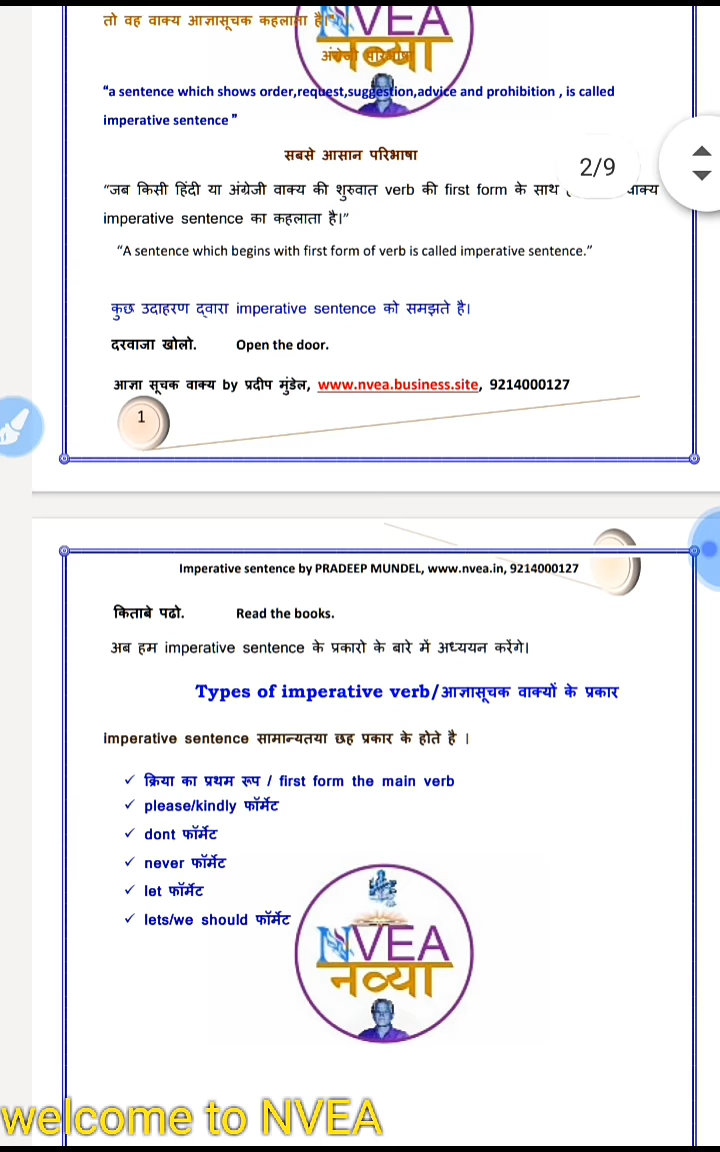 तो वह वाक्य आज्ञासूचक कहलाता है।"
NVEA
नव्या
अंग्रेजी परिभाषा
“a sentence which shows order,request,suggestion,advice and prohibition , is called
imperative sentence ”
सबसे आसान परिभाषा
2/9
“जब किसी हिंदी या अंग्रेजी वाक्य की शुरुवात verb की first form के साथ वाक्य
imperative sentence का कहलाता है।”
“A sentence which begins with first form of verb is called imperative sentence.”
कुछ उदाहरण द्वारा imperative sentence को समझते है।
दरवाजा खोलो. Open the door.
आज्ञा सूचक वाक्य by प्रदीप मुंडेल, www.nvea.business.site, 9214000127
1
Imperative sentence by PRADEEP MUNDEL, www.nvea.in, 9214000127
किताबे पढो. Read the books.
अब हम imperative sentence के प्रकारो के बारे में अध्ययन करेंगे।
Types of imperative verb/आज्ञासूचक वाक्यों के प्रकार
imperative sentence सामान्यतया छह प्रकार के होते है ।
✓ क्रिया का प्रथम रूप / first form the main verb
✓ please/kindly फॉर्मेट
✓ dont फॉर्मेट
✓ never फॉर्मेट
✓ let फॉर्मेट
✓ lets/we should फॉर्मेट
NVEA
नव्या
welcome to NVEA